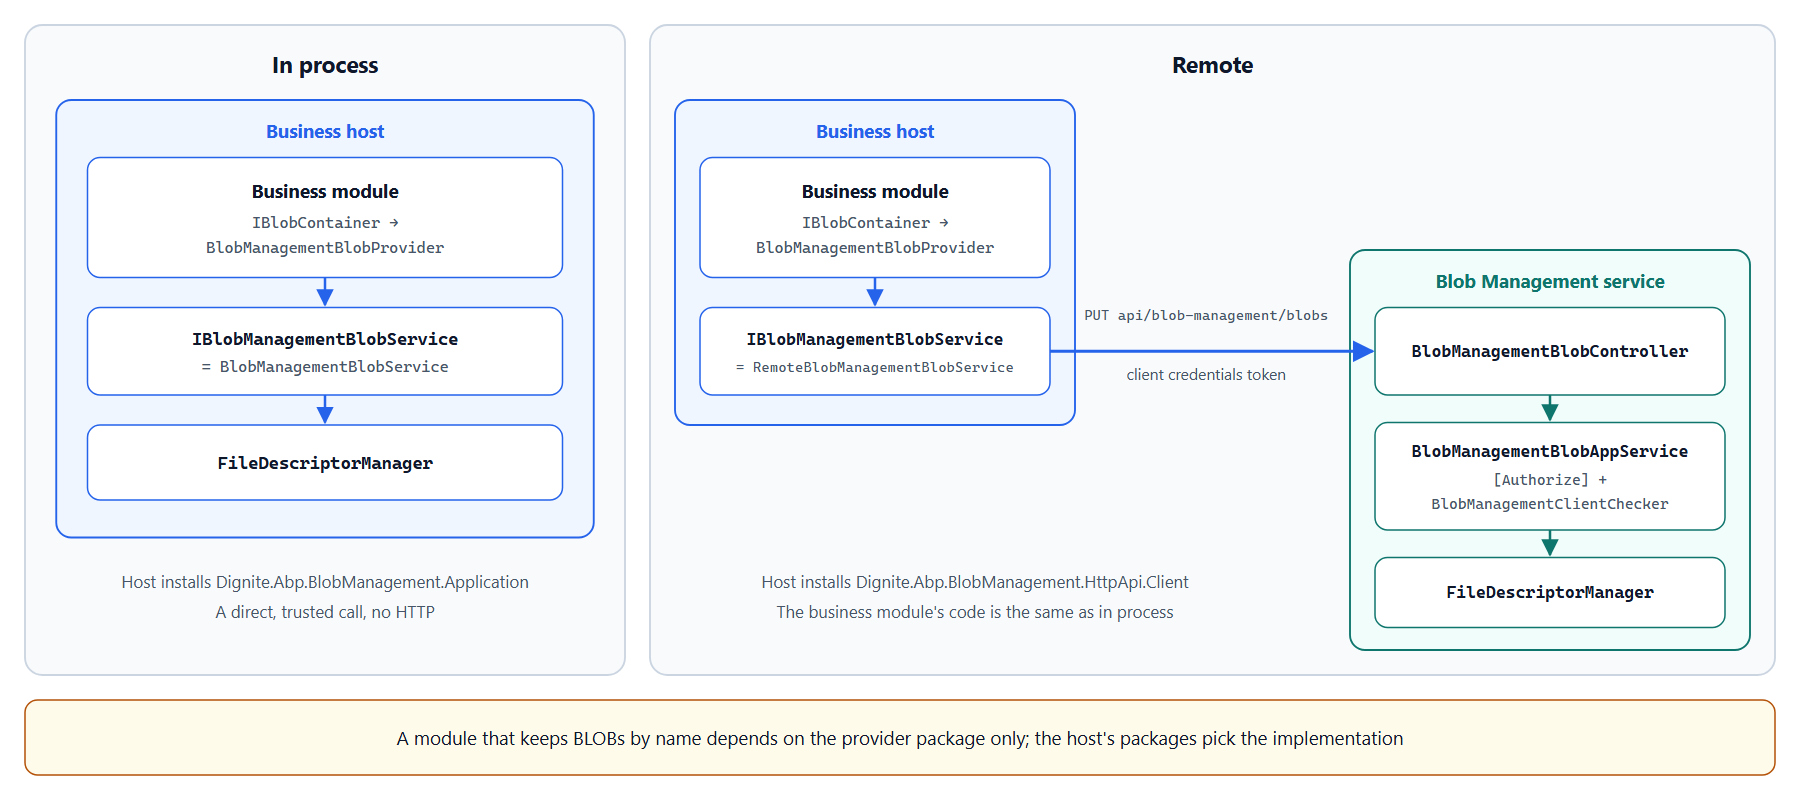 In process
Business host
Business module
IBlobContainer →
BlobManagementBlobProvider
IBlobManagementBlobService
= BlobManagementBlobService
FileDescriptorManager
Host installs Dignite.Abp.BlobManagement.Application
A direct, trusted call, no HTTP
Remote
Business host
Business module
IBlobContainer →
BlobManagementBlobProvider
IBlobManagementBlobService
= RemoteBlobManagementBlobService
PUT api/blob-management/blobs
client credentials token
Host installs Dignite.Abp.BlobManagement.HttpApi.Client
The business module's code is the same as in process
Blob Management service
BlobManagementBlobController
BlobManagementBlobAppService
[Authorize] +
BlobManagementClientChecker
FileDescriptorManager
A module that keeps BLOBs by name depends on the provider package only; the host's packages pick the implementation